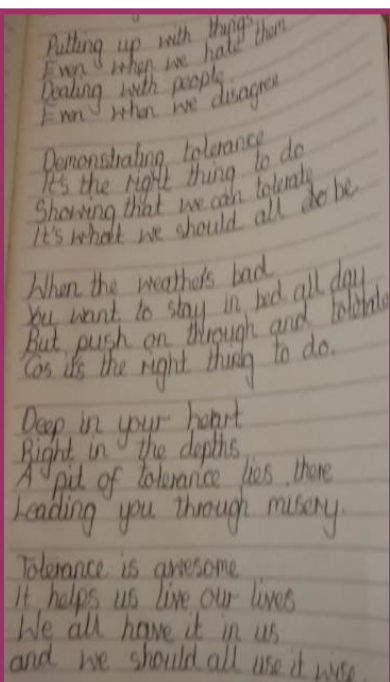 Putting up with things
Even when we hate them
Dealing with people
Even when we disagree
Demonstrating tolerance
It's the right thing to do
Showing that we can tolerate
It's what we should all do be
When the weather's bad
You want to stay in bed all day
But push on through and tolerate
Cos it's the right thing to do.
Deep in your heart
Right in the depths
A pit of tolerance lies there
Leading you through misery.
Tolerance is awesome
It helps us live our lives
We all have it in us
and we should all use it wise.